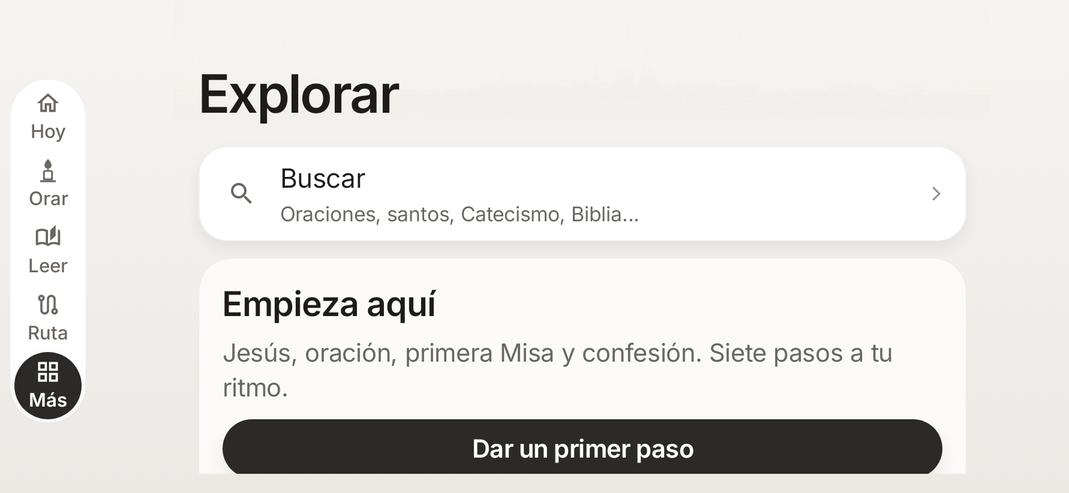 Explorar
Hoy
Orar
Leer
Ruta
Más
Buscar
Oraciones, santos, Catecismo, Biblia...
Empieza aquí
Jesús, oración, primera Misa y confesión. Siete pasos a tu
ritmo.
Dar un primer paso